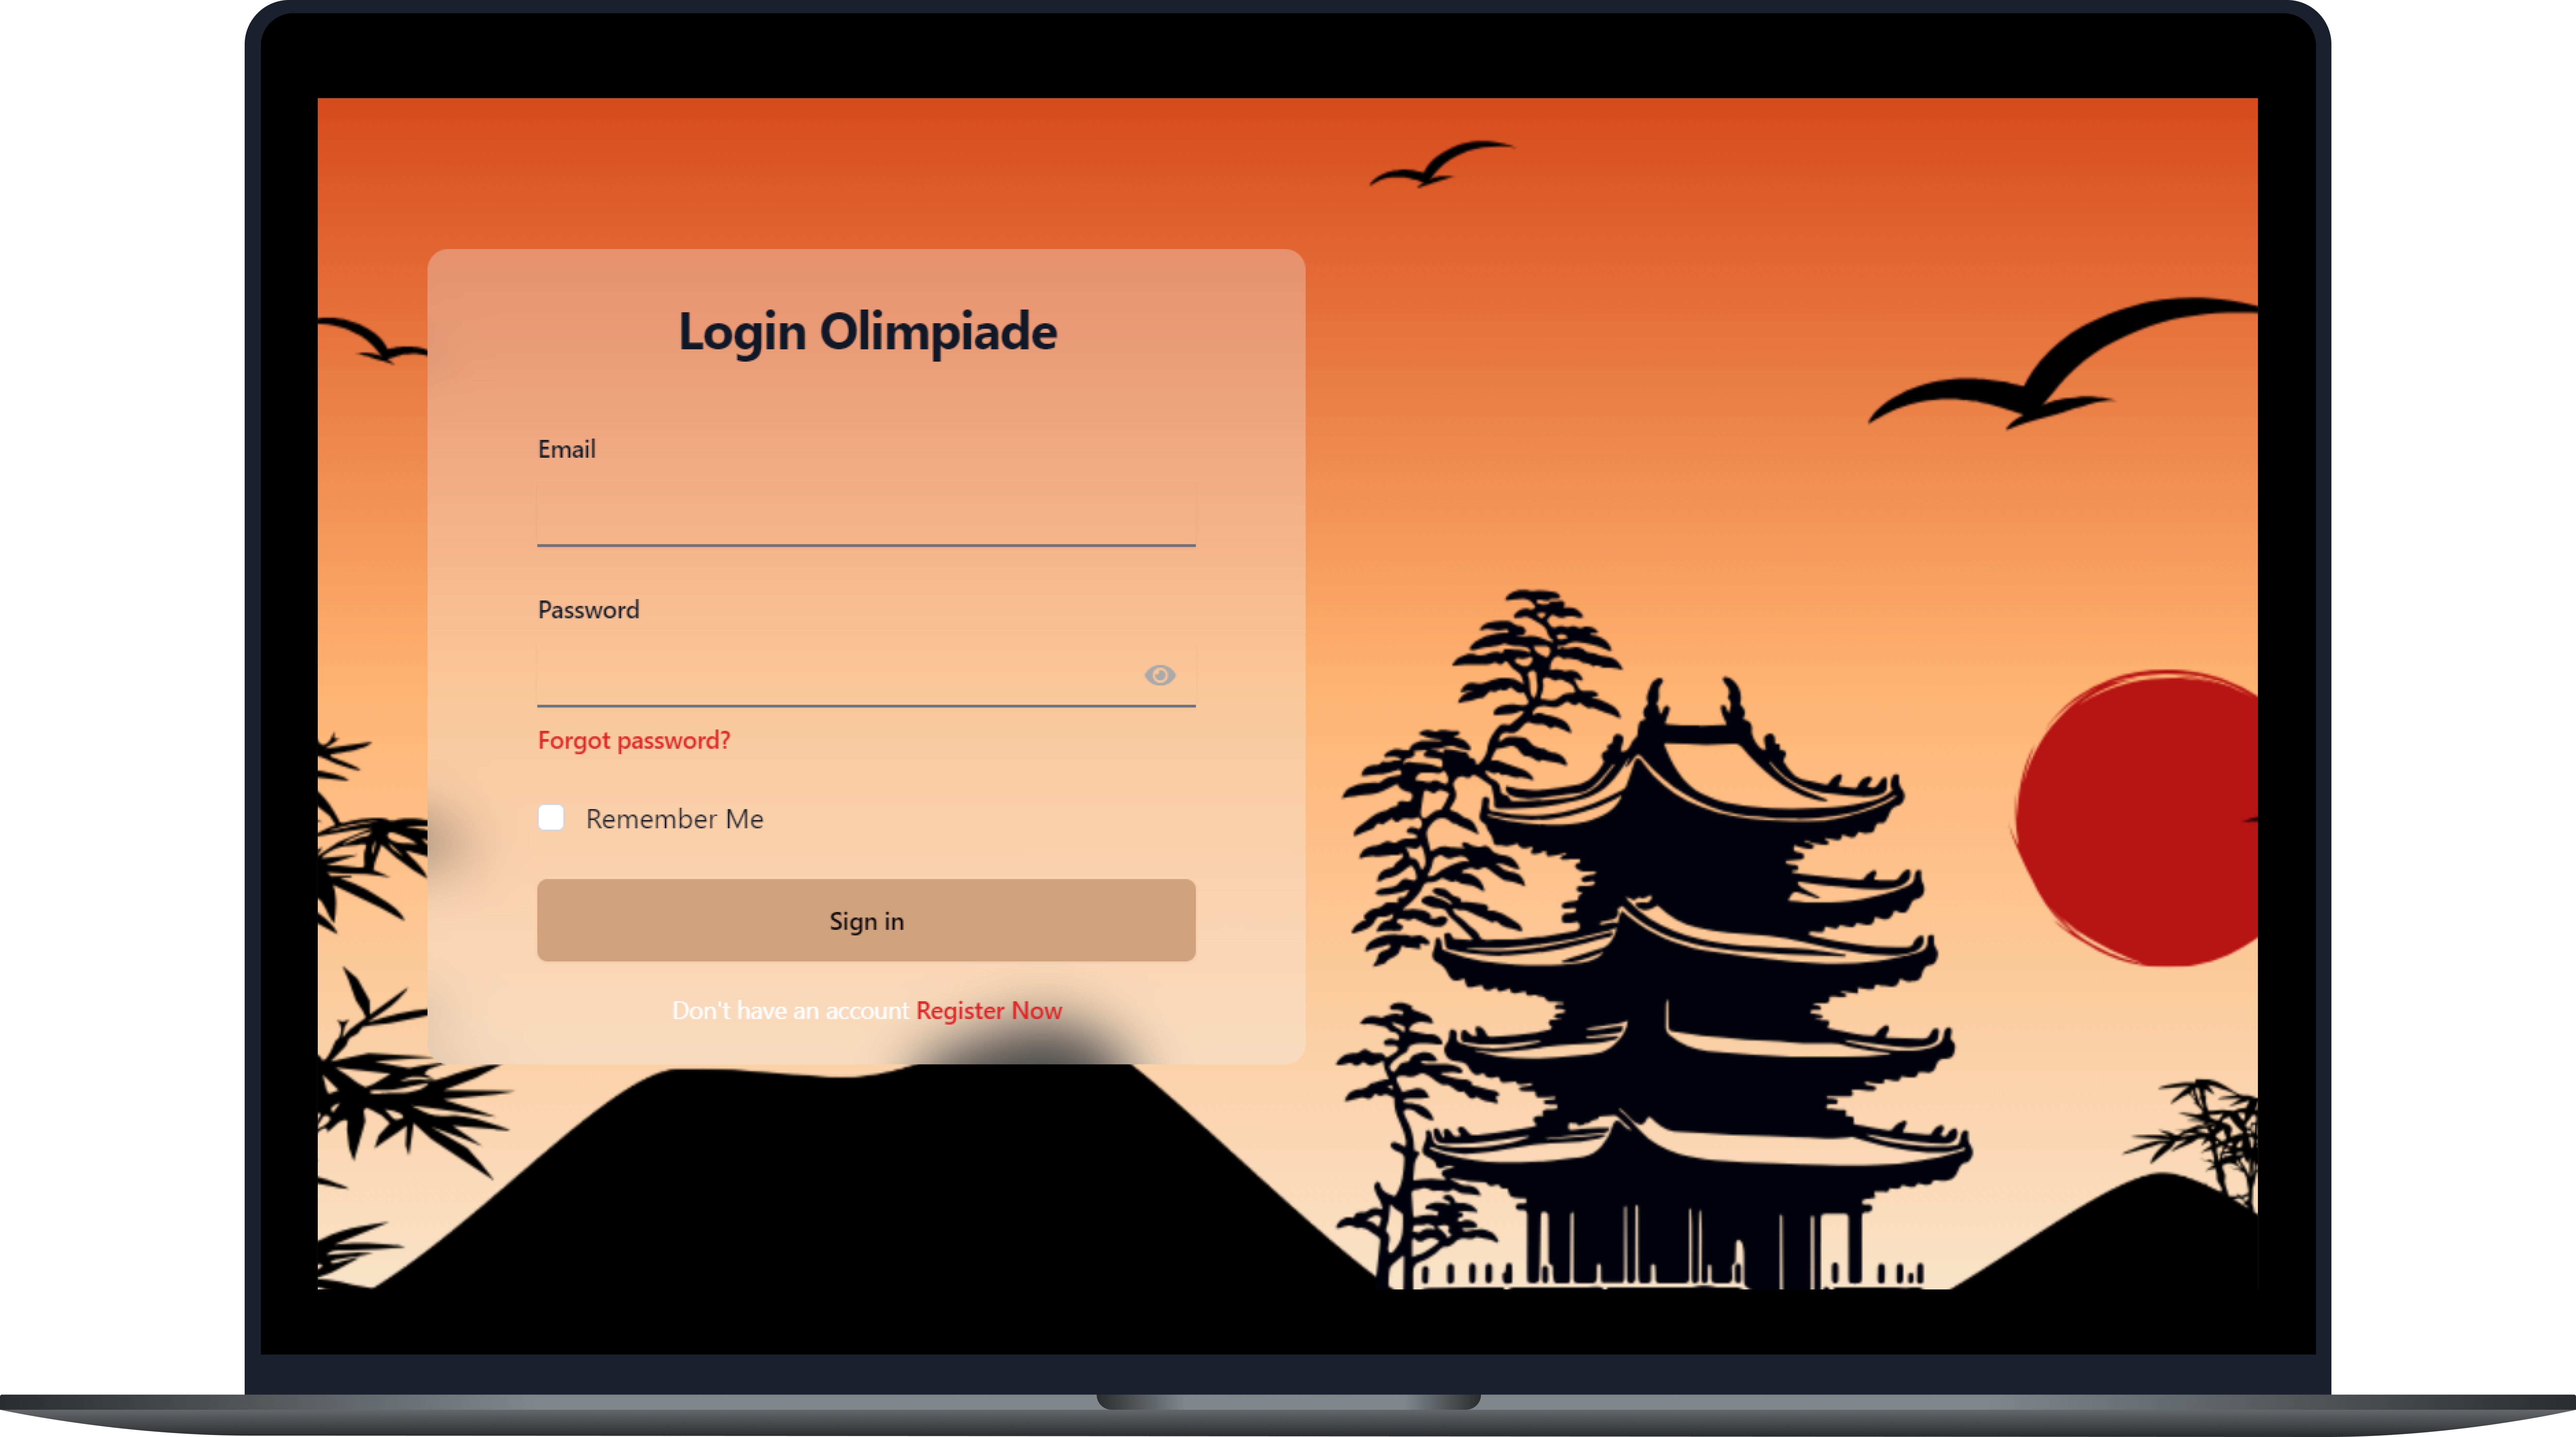 Login Olimpiade
Email
Password
Forgot password?
Remember Me
Sign in
Don't have an account Register Now